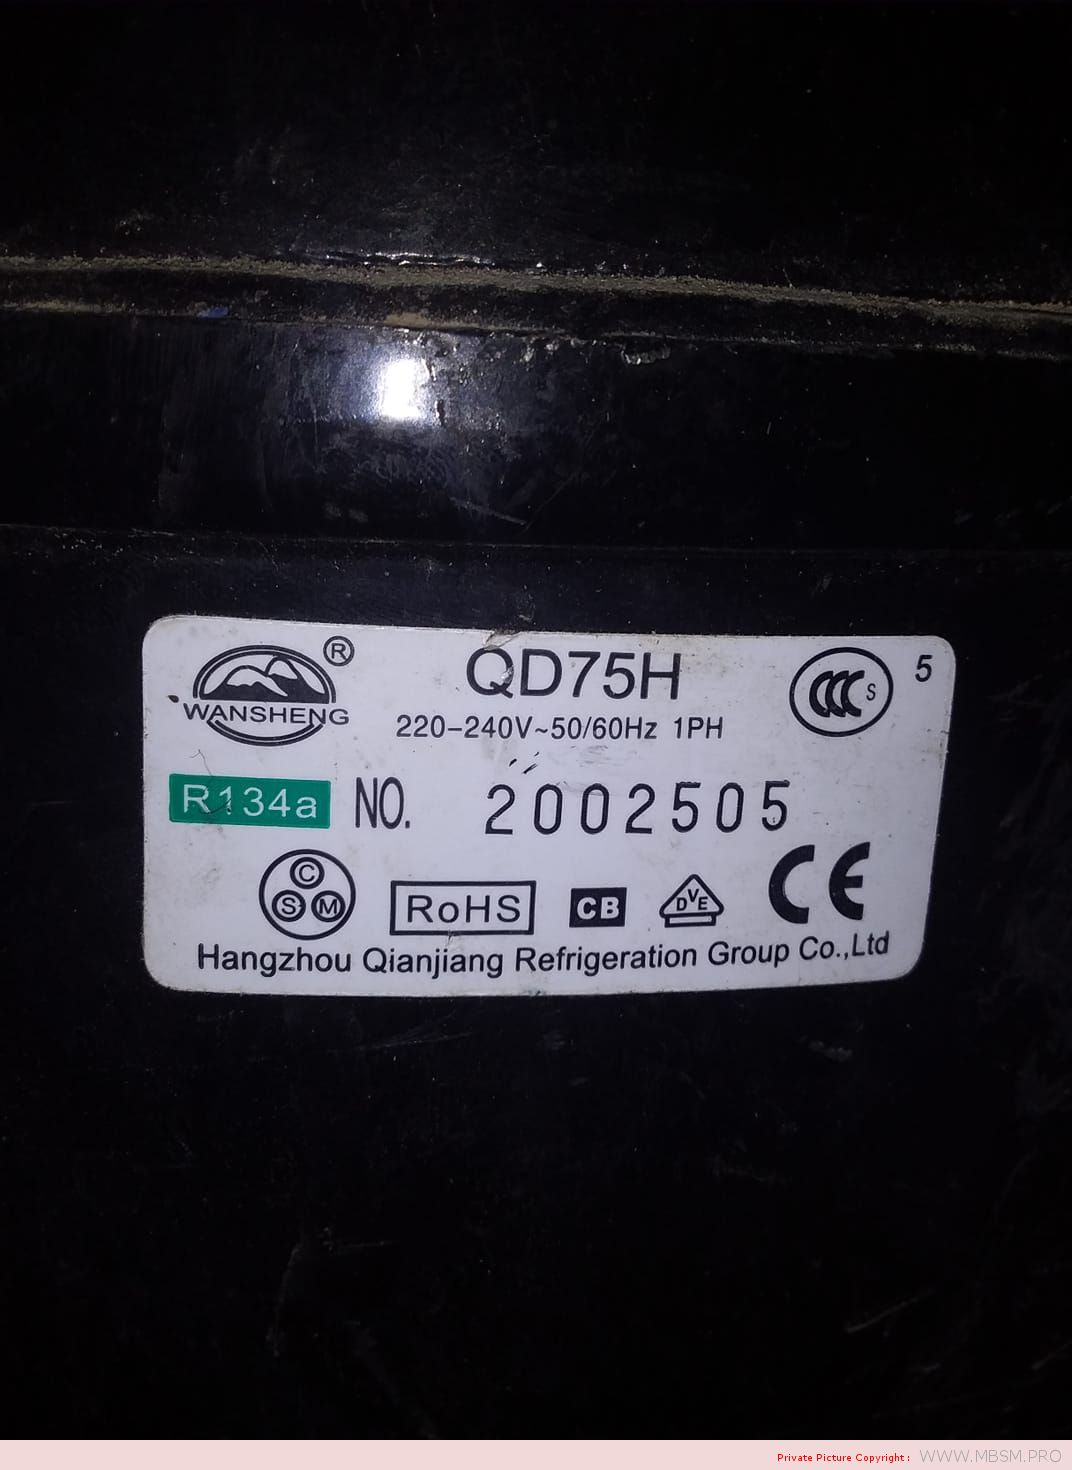 QD75H
5
®
WANSHENG
CCC S
220-240V~50/60Hz 1PH
R134a NO. 2002505
C
S M
RoHS CB DVE CE
Hangzhou Qianjiang Refrigeration Group Co.,Ltd
Private Picture Copyright : WWW.MBSM.PRO